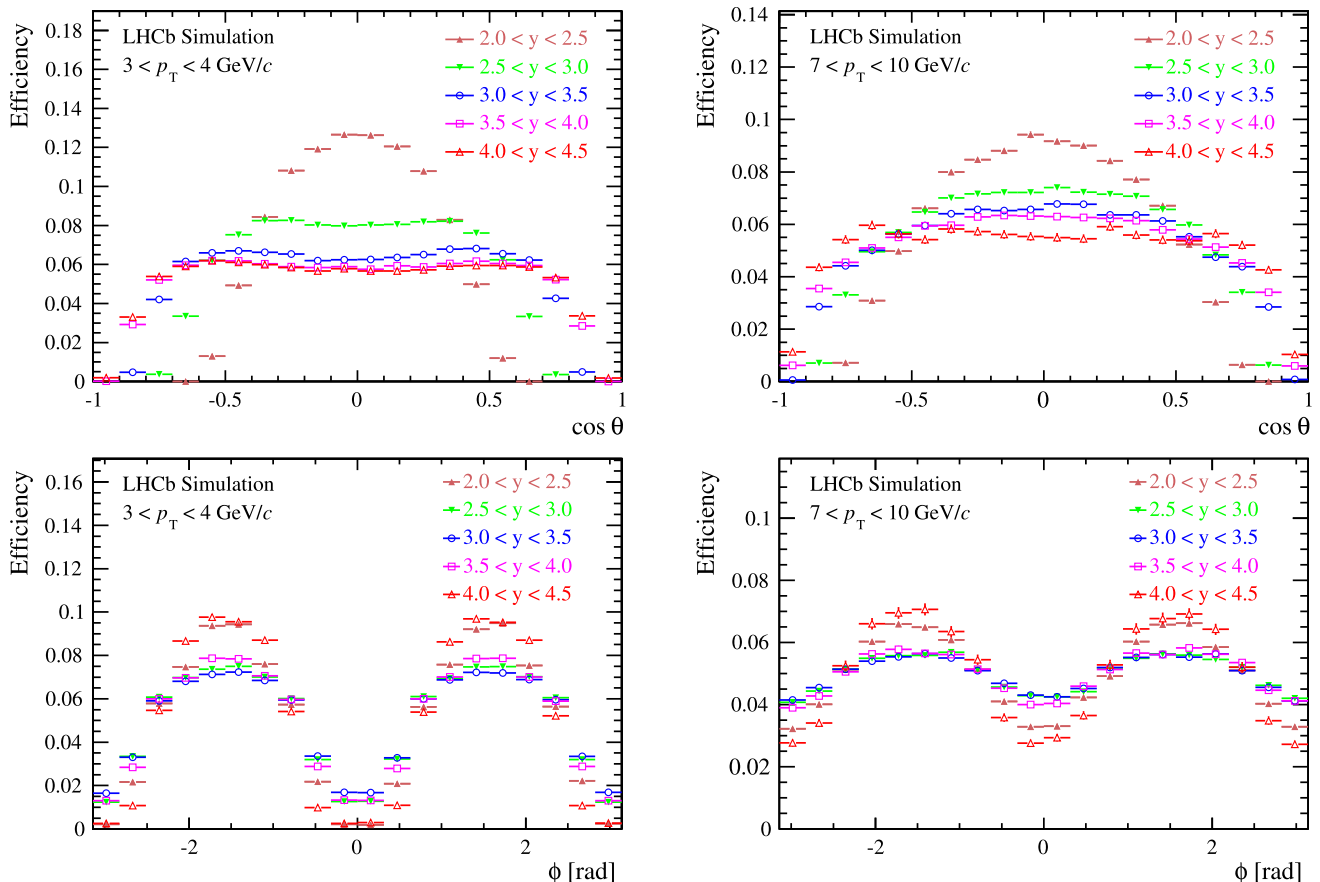 Efficiency
LHCb Simulation
3 < pT < 4 GeV/c
2.0 < y < 2.5
2.5 < y < 3.0
3.0 < y < 3.5
3.5 < y < 4.0
4.0 < y < 4.5
0.18
0.16
0.14
0.12
0.1
0.08
0.06
0.04
0.02
0
-1 -0.5 0 0.5 1
cos θ
Efficiency
LHCb Simulation
7 < pT < 10 GeV/c
2.0 < y < 2.5
2.5 < y < 3.0
3.0 < y < 3.5
3.5 < y < 4.0
4.0 < y < 4.5
0.14
0.12
0.1
0.08
0.06
0.04
0.02
0
-1 -0.5 0 0.5 1
cos θ
Efficiency
LHCb Simulation
3 < pT < 4 GeV/c
2.0 < y < 2.5
2.5 < y < 3.0
3.0 < y < 3.5
3.5 < y < 4.0
4.0 < y < 4.5
0.16
0.14
0.12
0.1
0.08
0.06
0.04
0.02
0
-2 0 2
ϕ [rad]
Efficiency
LHCb Simulation
7 < pT < 10 GeV/c
2.0 < y < 2.5
2.5 < y < 3.0
3.0 < y < 3.5
3.5 < y < 4.0
4.0 < y < 4.5
0.1
0.08
0.06
0.04
0.02
0
-2 0 2
ϕ [rad]